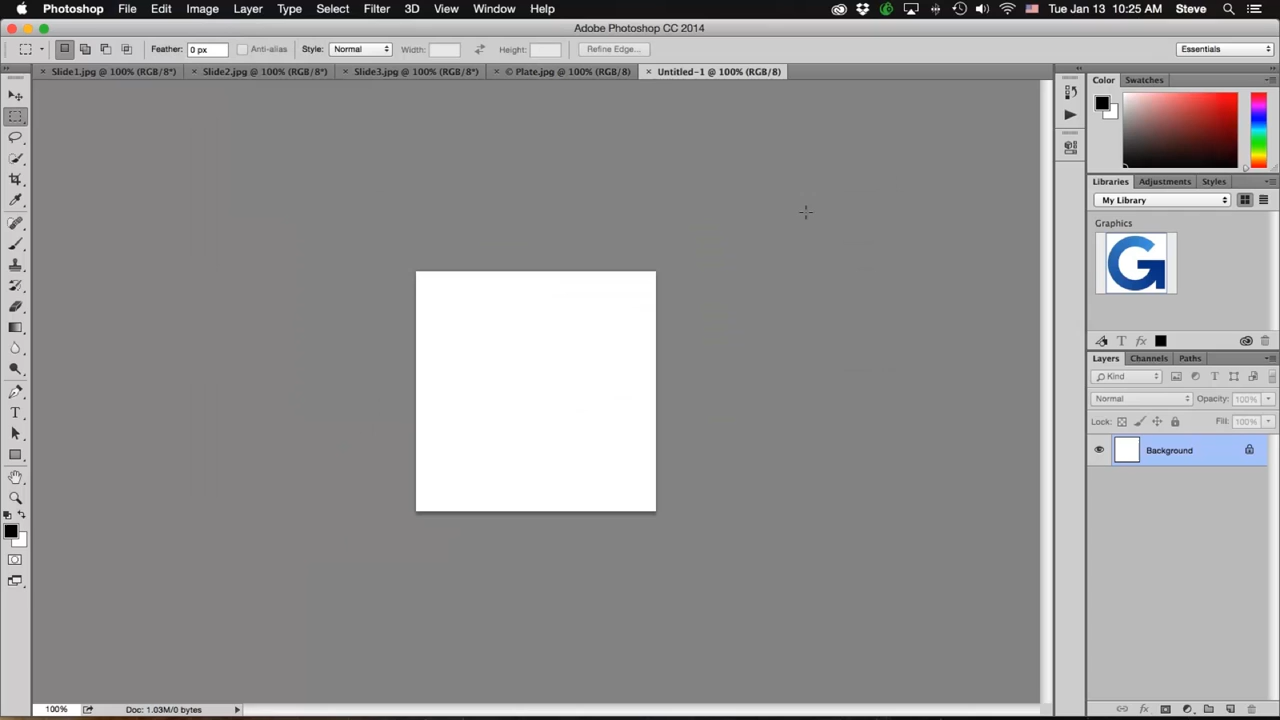 Photoshop File Edit Image Layer Type Select Filter 3D View Window Help Tue Jan 13 10:25 AM Steve
Adobe Photoshop CC 2014
Feather: 0 px Anti-alias Style: Normal Width: Height: Refine Edge... Essentials
× Slide1.jpg @ 100% (RGB/8*) × Slide2.jpg @ 100% (RGB/8*) × Slide3.jpg @ 100% (RGB/8*) × © Plate.jpg @ 100% (RGB/8) × Untitled-1 @ 100% (RGB/8)
Color Swatches
Libraries Adjustments Styles
My Library
Graphics
G
T fx
Layers Channels Paths
Kind T
Normal Opacity: 100%
Lock: Fill: 100%
Background
T
100% Doc: 1.03M/0 bytes
fx